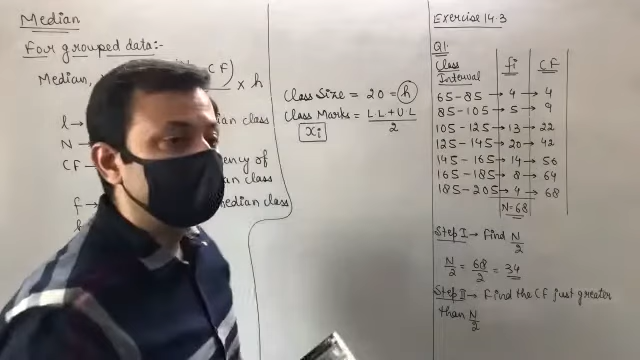 Median
For grouped data:-
Median,
CF)
x h
l →
dian class
N -
CF -
ency of
dian class
f →
median class
Class Size = 20 = h
Class Marks = L.L + U.L / 2
xi
Exercise 14.3
Q1.
Class Interval fi CF
65-85 → 4 → 4
85-105 → 5 → 9
105-125 → 13 → 22
125-145 → 20 → 42
145-165 → 14 → 56
165-185 → 8 → 64
185-205 → 4 → 68
N=68
Step I → Find N/2
N/2 = 68/2 = 34
Step II → Find the CF just greater
than N/2